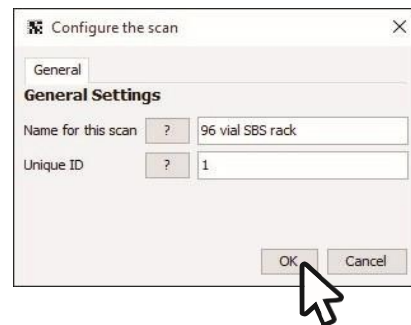 Configure the scan
General
General Settings
Name for this scan ? 96 vial SBS rack
Unique ID ? 1
OK Cancel